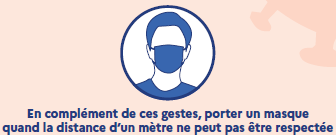 En complément de ces gestes, porter un masque
quand la distance d'un mètre ne peut pas être respectée